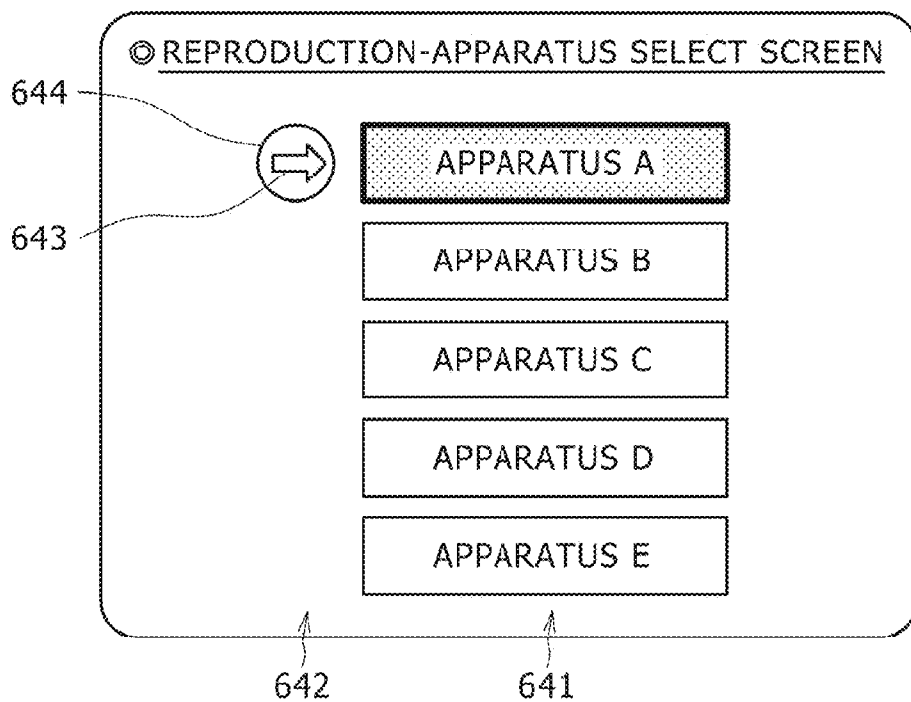 ◎ REPRODUCTION-APPARATUS SELECT SCREEN
644
APPARATUS A
643
APPARATUS B
APPARATUS C
APPARATUS D
APPARATUS E
642 641